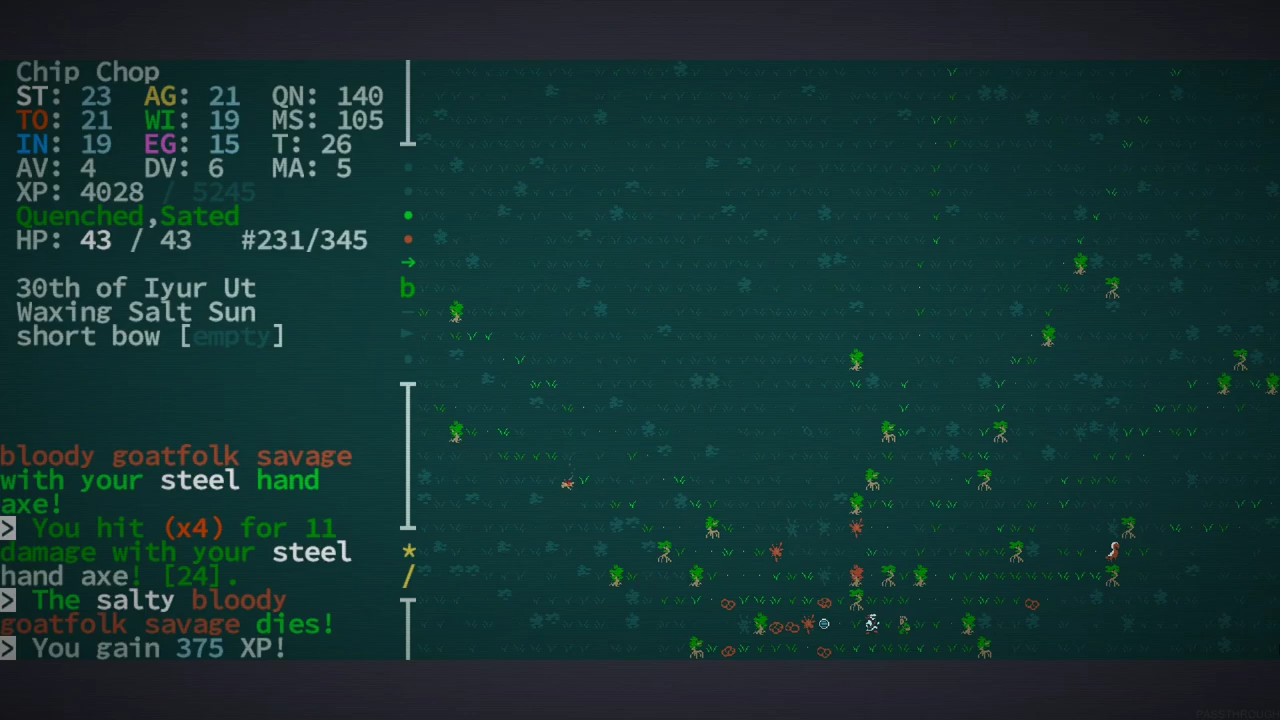 Chip Chop
ST: 23 AG: 21 QN: 140
TO: 21 WI: 19 MS: 105
IN: 19 EG: 15 T: 26
AV: 4 DV: 6 MA: 5
XP: 4028 / 5245
Quenched,Sated
HP: 43 / 43 #231/345
30th of Iyur Ut
Waxing Salt Sun
short bow [empty]
b
bloody goatfolk savage
with your steel hand
axe!
> You hit (x4) for 11
damage with your steel
hand axe! [24].
> The salty bloody
goatfolk savage dies!
> You gain 375 XP!
PASSTHROUGH